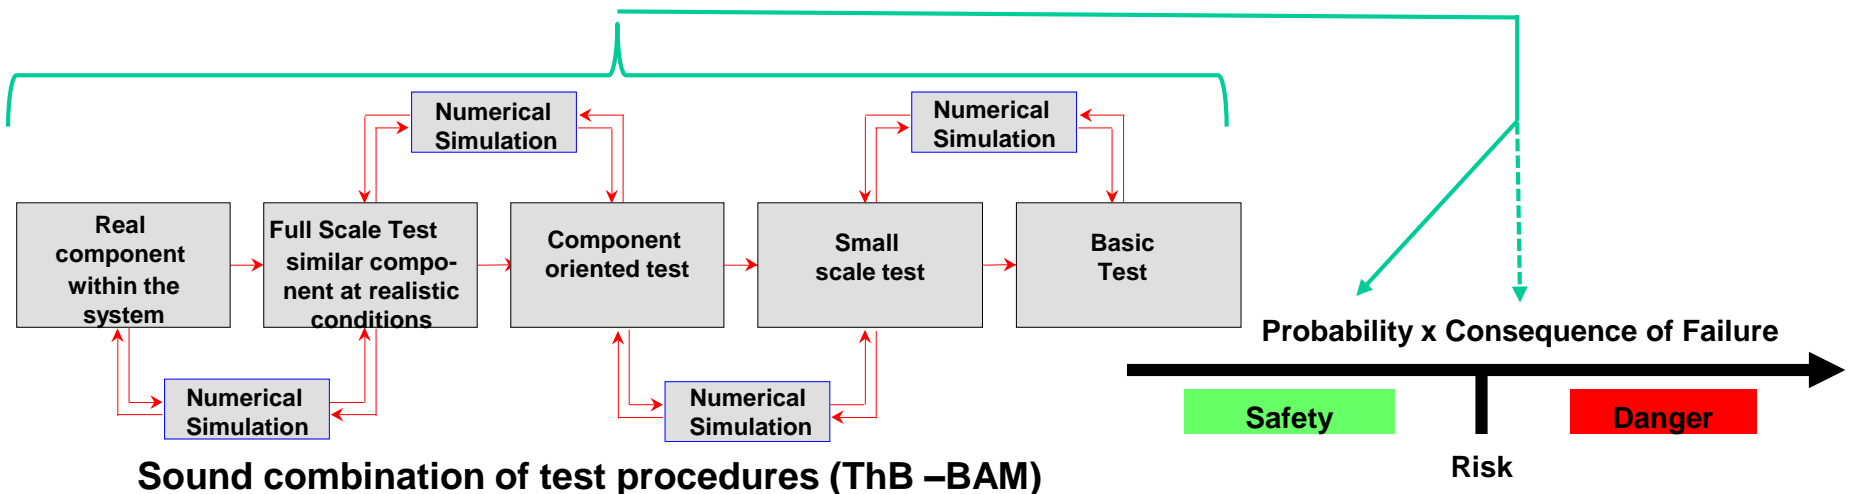 Numerical
Simulation
Numerical
Simulation
Real
component
within the
system
Full Scale Test
similar compo-
nent at realistic
conditions
Component
oriented test
Small
scale test
Basic
Test
Numerical
Simulation
Numerical
Simulation
Probability x Consequence of Failure
Safety
Danger
Risk
Sound combination of test procedures (ThB –BAM)